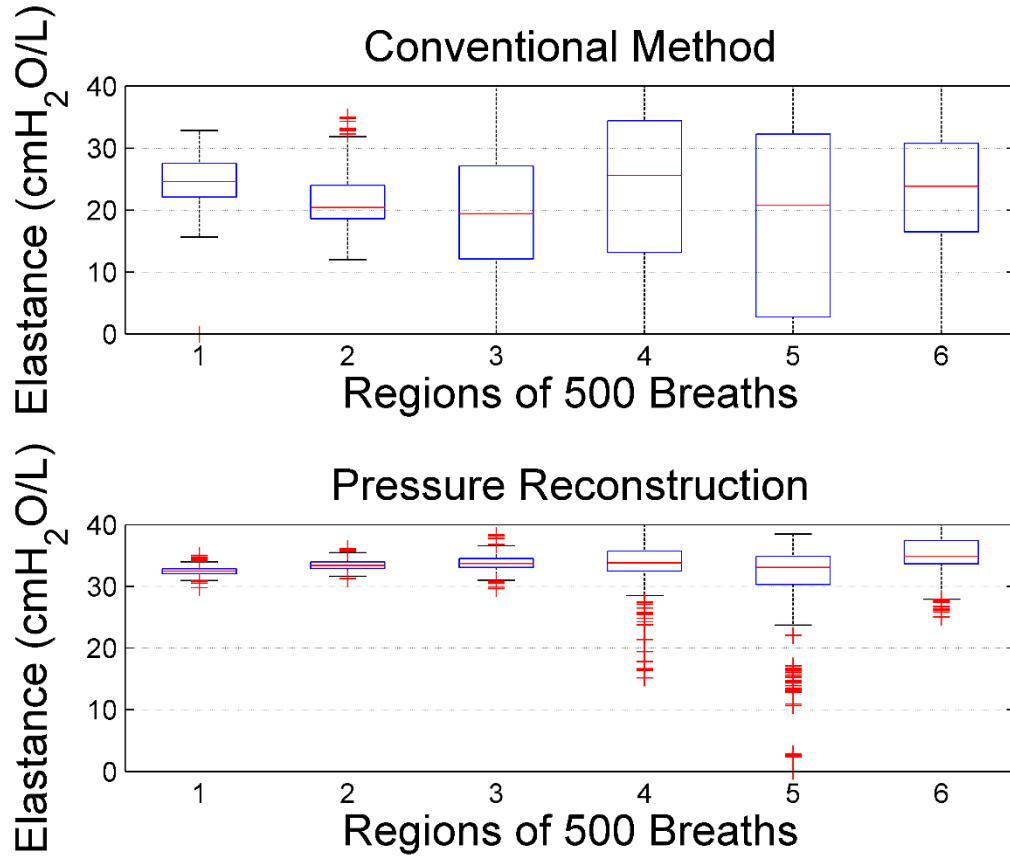 Conventional Method
Elastance (cmH2O/L)
40
30
20
10
0
1 2 3 4 5 6
Regions of 500 Breaths
Pressure Reconstruction
Elastance (cmH2O/L)
40
30
20
10
0
1 2 3 4 5 6
Regions of 500 Breaths